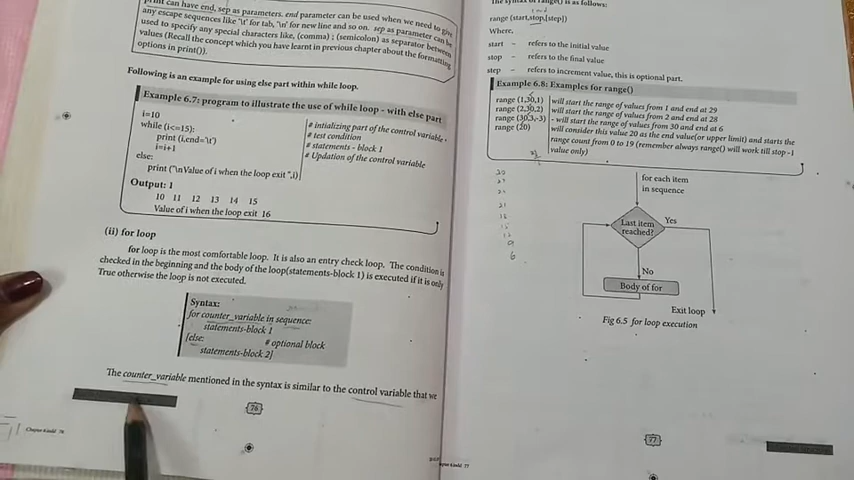 print can have end, sep as parameters. end parameter can be used when we need to give
any escape sequences like '\t' for tab, '\n' for new line and so on. sep as parameter can be
used to specify any special characters like, (comma) ; (semicolon) as separator between
values (Recall the concept which you have learnt in previous chapter about the formatting
options in print()).
Following is an example for using else part within while loop.
Example 6.7: program to illustrate the use of while loop - with else part
i=10 # intializing part of the control variable
while (i<=15): # test condition
print (i,end='\t') # statements - block 1
i=i+1 # Updation of the control variable
else:
print ("\nValue of i when the loop exit ",i)
Output: 1
10 11 12 13 14 15
Value of i when the loop exit 16
(ii) for loop
for loop is the most comfortable loop. It is also an entry check loop. The condition is
checked in the beginning and the body of the loop(statements-block 1) is executed if it is only
True otherwise the loop is not executed.
Syntax:
for counter_variable in sequence:
statements-block 1
[else: # optional block
statements-block 2]
The counter_variable mentioned in the syntax is similar to the control variable that we
76
The syntax of range() is as follows:
range (start,stop,[step])
Where,
start – refers to the initial value
stop – refers to the final value
step – refers to increment value, this is optional part.
Example 6.8: Examples for range()
range (1,30,1) will start the range of values from 1 and end at 29
range (2,30,2) will start the range of values from 2 and end at 28
range (30,3,-3) - will start the range of values from 30 and end at 6
range (20) will consider this value 20 as the end value(or upper limit) and starts the
range count from 0 to 19 (remember always range() will work till stop -1
value only)
for each item
in sequence
Last item
reached?
Yes
No
Body of for
Exit loop
Fig 6.5 for loop execution
77